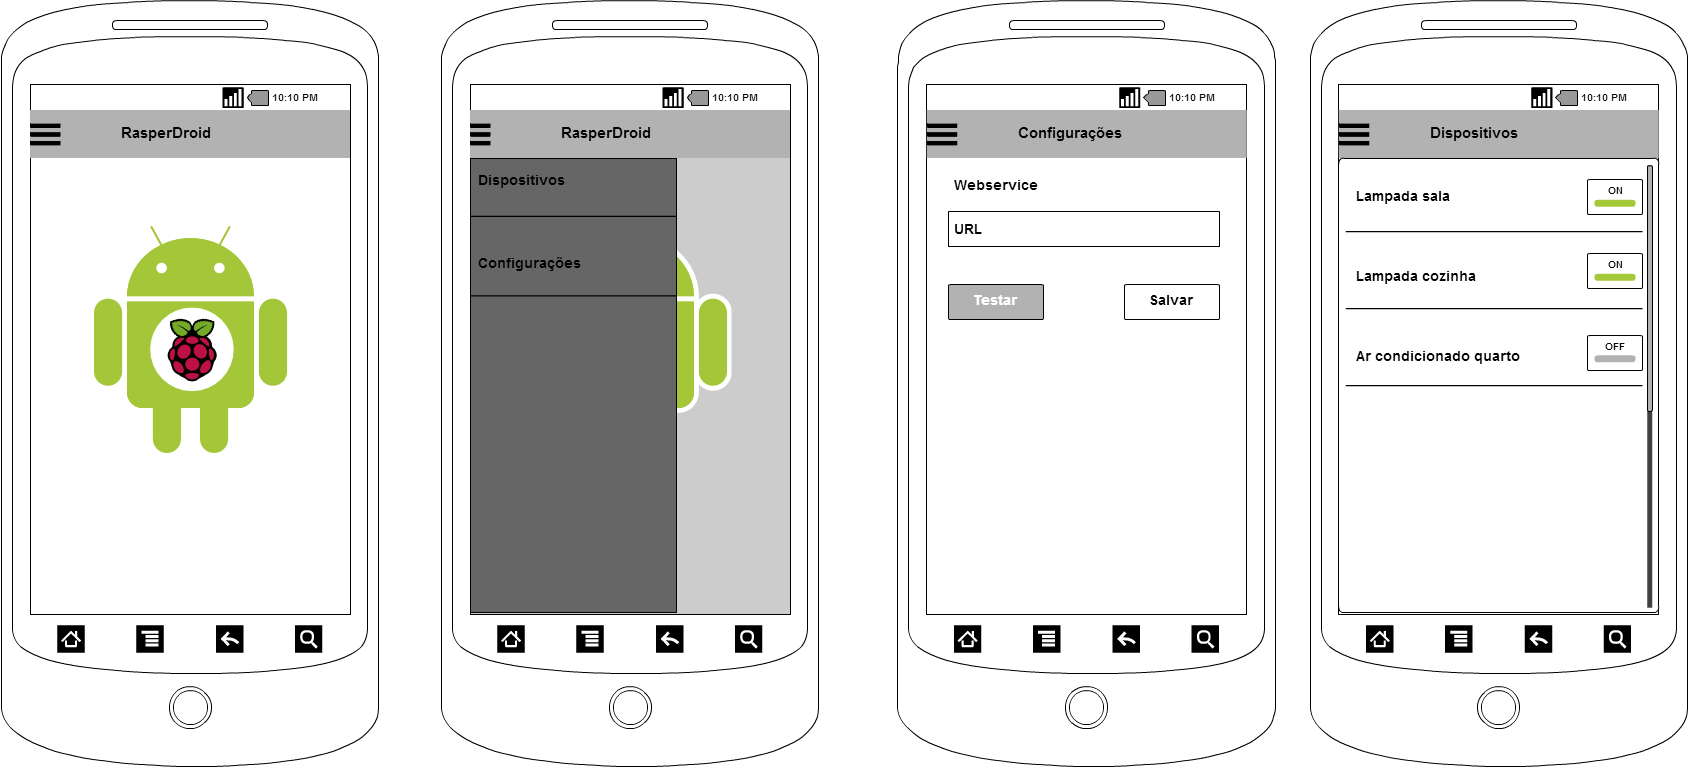 10:10 PM
RasperDroid
10:10 PM
RasperDroid
Dispositivos
Configurações
10:10 PM
Configurações
Webservice
URL
Testar
Salvar
10:10 PM
Dispositivos
Lampada sala
ON
Lampada cozinha
ON
Ar condicionado quarto
OFF